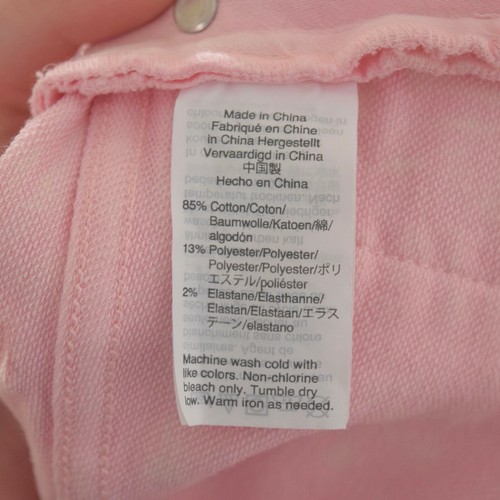 Made in China
Fabriqué en Chine
in China Hergestellt
Vervaardigd in China
中国製
Hecho en China
85% Cotton/Coton/
Baumwolle/Katoen/綿/
algodón
13% Polyester/Polyester/
Polyester/Polyester/ポリ
エステル/poliéster
2% Elastane/Élasthanne/
Elastan/Elastaan/エラス
テーン/elastano
Machine wash cold with
like colors. Non-chlorine
bleach only. Tumble dry
low. Warm iron as needed.